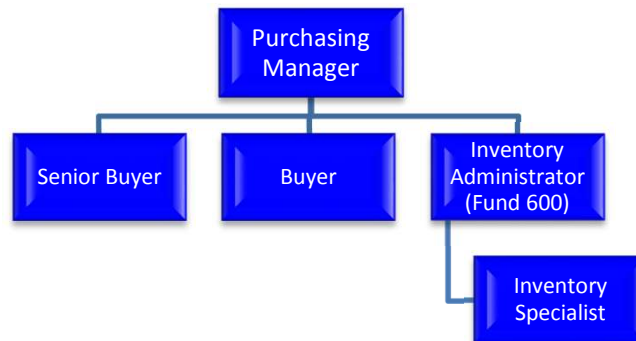 Purchasing
Manager
Senior Buyer
Buyer
Inventory
Administrator
(Fund 600)
Inventory
Specialist